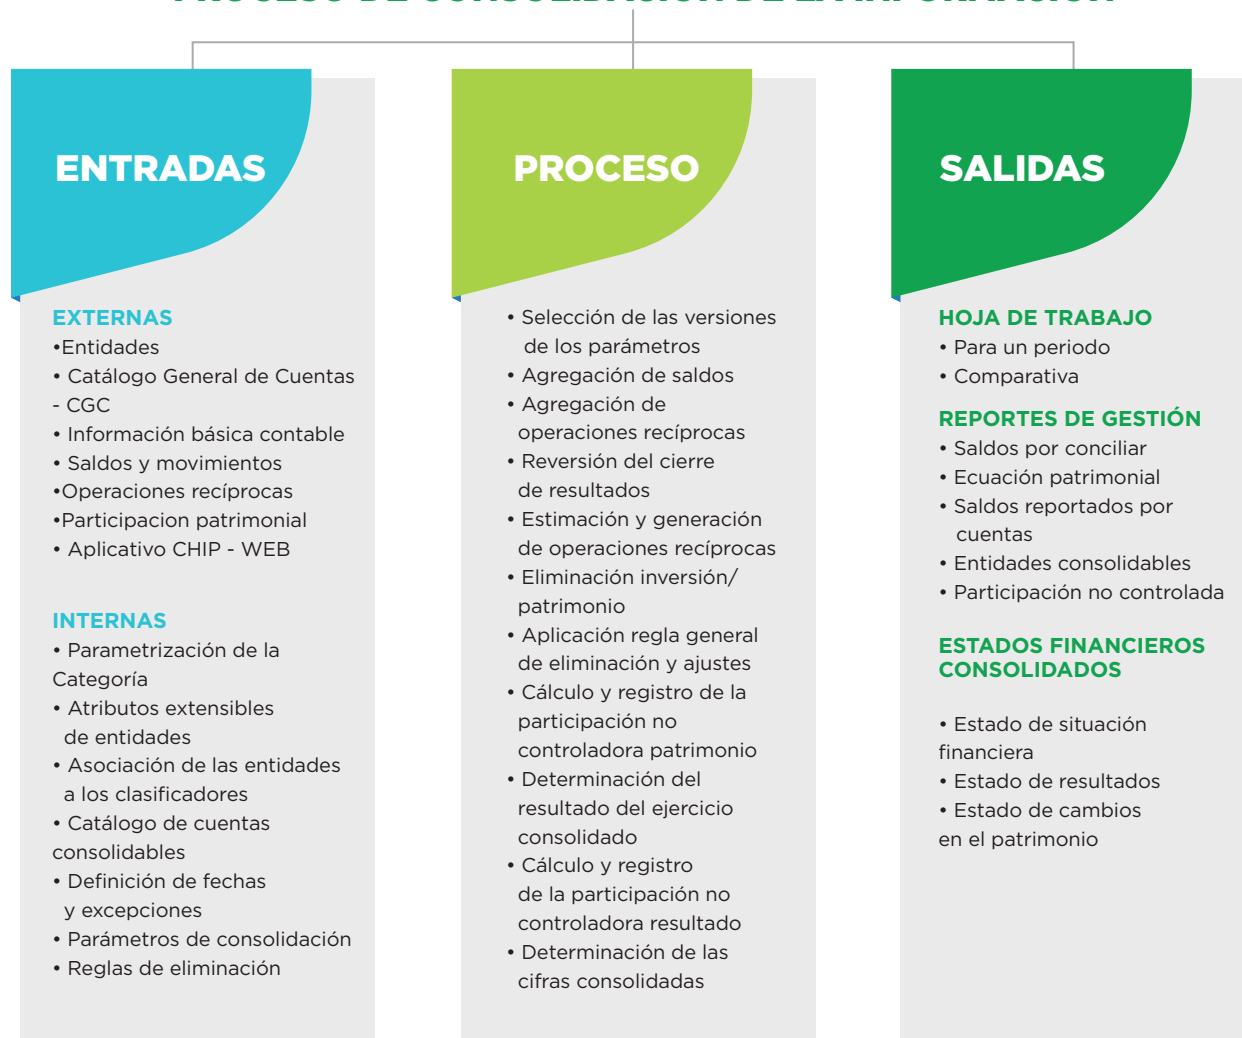 PROCESO DE CONSOLIDACIÓN DE LA INFORMACIÓN
ENTRADAS
EXTERNAS
•Entidades
• Catálogo General de Cuentas
- CGC
• Información básica contable
• Saldos y movimientos
•Operaciones recíprocas
•Participacion patrimonial
• Aplicativo CHIP - WEB
INTERNAS
• Parametrización de la
Categoría
• Atributos extensibles
de entidades
• Asociación de las entidades
a los clasificadores
• Catálogo de cuentas
consolidables
• Definición de fechas
y excepciones
• Parámetros de consolidación
• Reglas de eliminación
PROCESO
• Selección de las versiones
de los parámetros
• Agregación de saldos
• Agregación de
operaciones recíprocas
• Reversión del cierre
de resultados
• Estimación y generación
de operaciones recíprocas
• Eliminación inversión/
patrimonio
• Aplicación regla general
de eliminación y ajustes
• Cálculo y registro de la
participación no
controladora patrimonio
• Determinación del
resultado del ejercicio
consolidado
• Cálculo y registro
de la participación no
controladora resultado
• Determinación de las
cifras consolidadas
SALIDAS
HOJA DE TRABAJO
• Para un periodo
• Comparativa
REPORTES DE GESTIÓN
• Saldos por conciliar
• Ecuación patrimonial
• Saldos reportados por
cuentas
• Entidades consolidables
• Participación no controlada
ESTADOS FINANCIEROS
CONSOLIDADOS
• Estado de situación
financiera
• Estado de resultados
• Estado de cambios
en el patrimonio